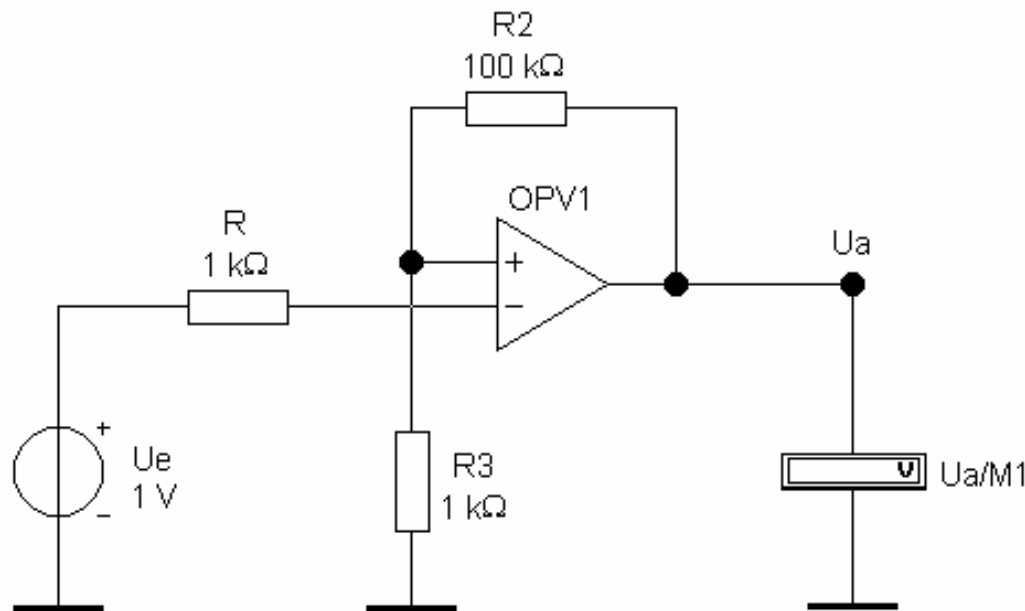 R2
100 kΩ
OPV1
R
1 kΩ
Ua
+
−
+
Ue
1 V
−
R3
1 kΩ
V
Ua/M1